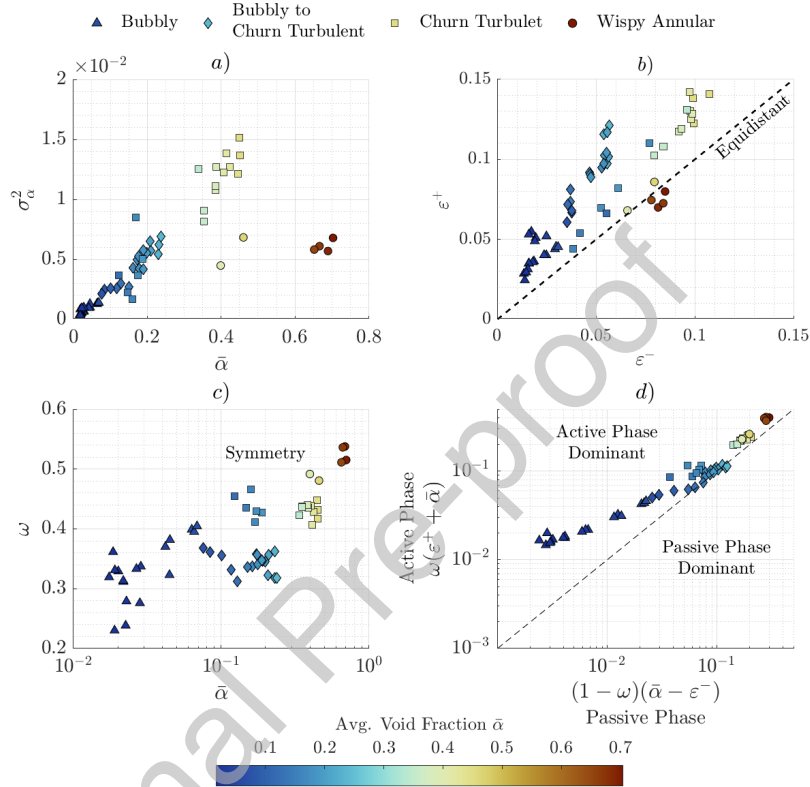 Bubbly
Bubbly to
Churn Turbulent
Churn Turbulet
Wispy Annular
a)
×10⁻²
2
1.5
1
0.5
0
σ²_α
0 0.2 0.4 0.6 0.8
ᾱ
b)
0.15
0.1
0.05
0
ε⁺
Equidistant
0 0.05 0.1 0.15
ε⁻
c)
0.6
0.5
0.4
0.3
0.2
ω
Symmetry
10⁻² 10⁻¹ 10⁰
ᾱ
d)
Active Phase
ω(ε⁺ + ᾱ)
10⁻¹
10⁻²
10⁻³
Active Phase
Dominant
Passive Phase
Dominant
10⁻² 10⁻¹
(1 − ω)(ᾱ − ε⁻)
Passive Phase
Avg. Void Fraction ᾱ
0.1 0.2 0.3 0.4 0.5 0.6 0.7
nal Pre-proof